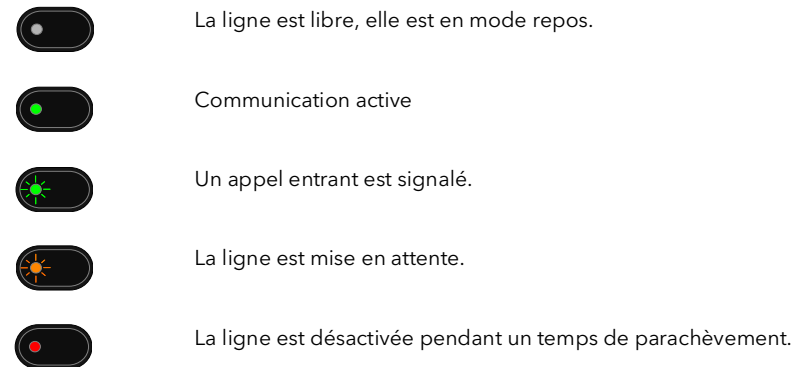 La ligne est libre, elle est en mode repos.
Communication active
Un appel entrant est signalé.
La ligne est mise en attente.
La ligne est désactivée pendant un temps de parachèvement.